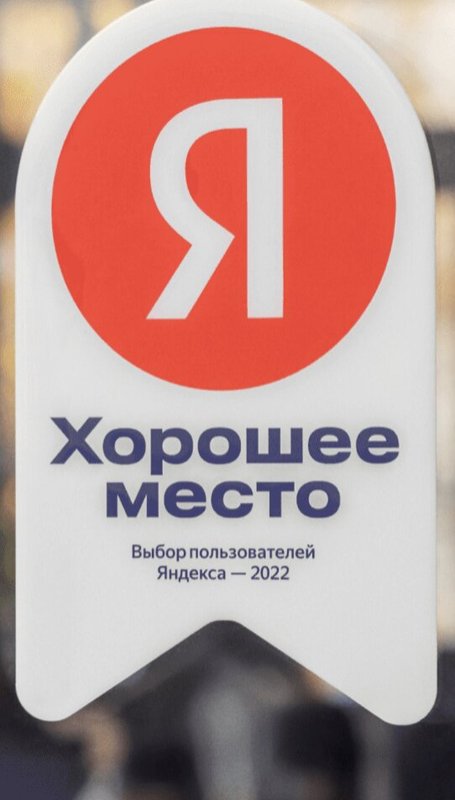 Я
Хорошее
место
Выбор пользователей
Яндекса — 2022